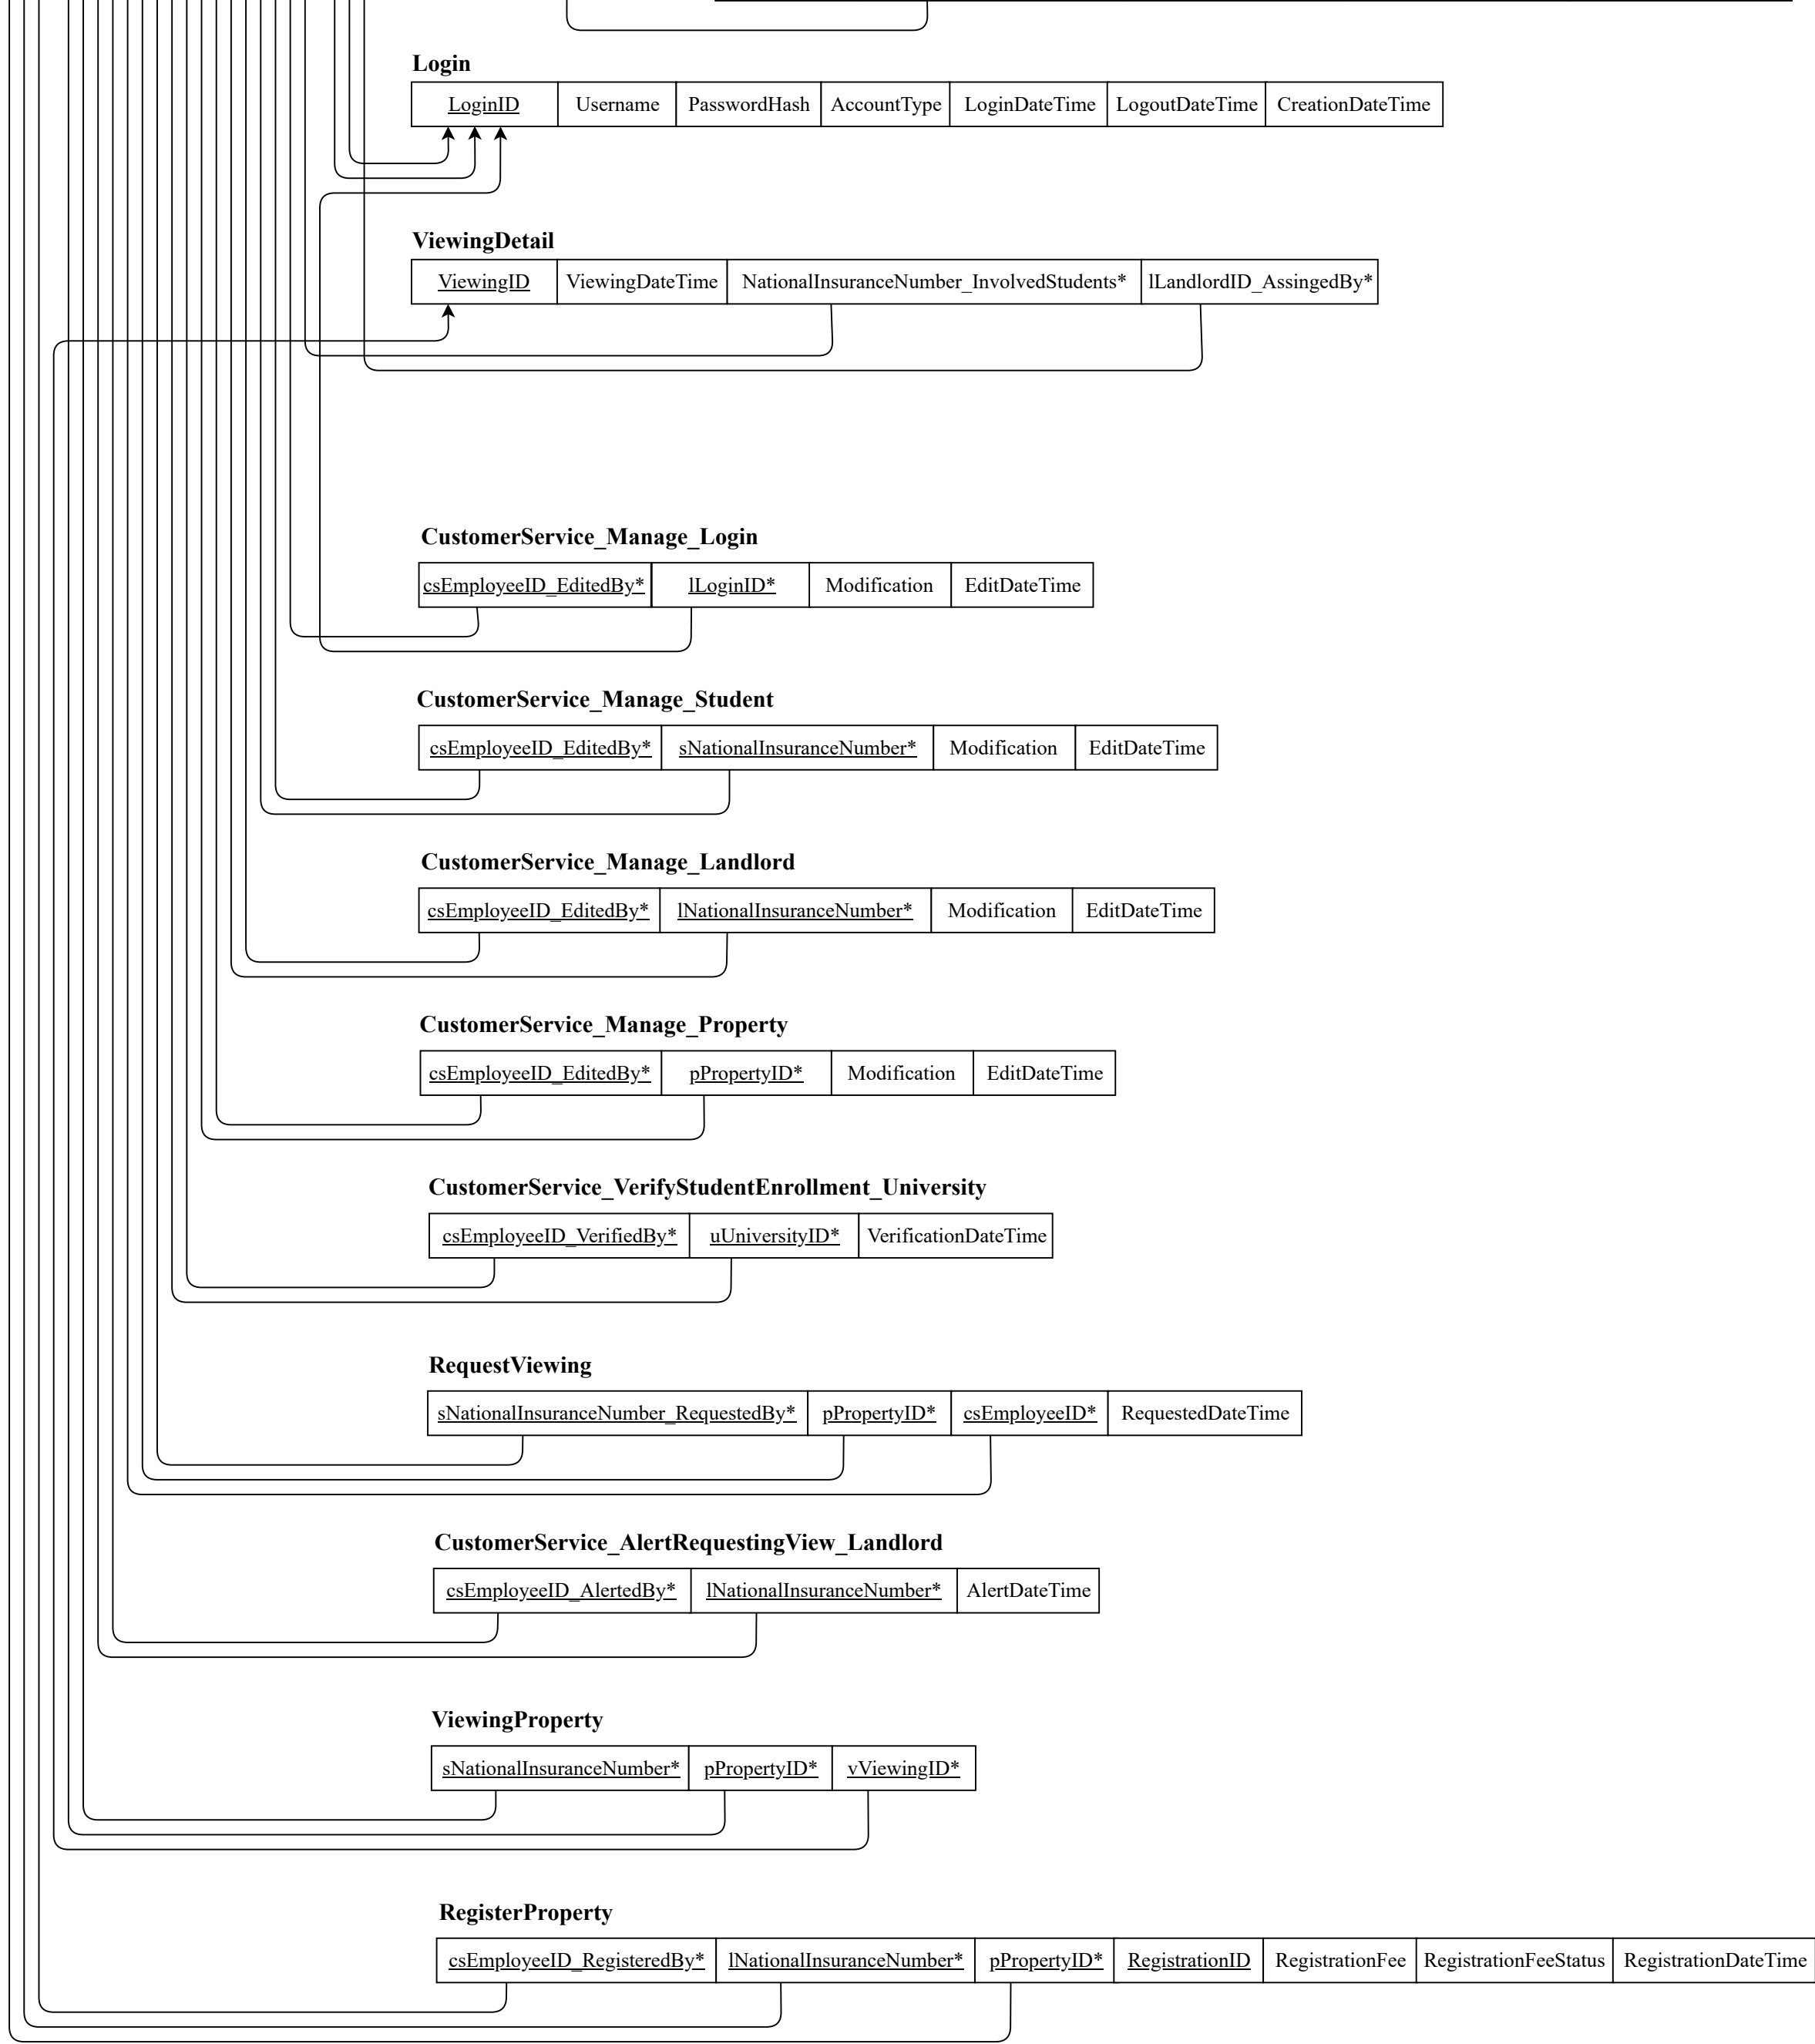 Login
LoginID Username PasswordHash AccountType LoginDateTime LogoutDateTime CreationDateTime
ViewingDetail
ViewingID ViewingDateTime NationalInsuranceNumber_InvolvedStudents* lLandlordID_AssingedBy*
CustomerService_Manage_Login
csEmployeeID_EditedBy* lLoginID* Modification EditDateTime
CustomerService_Manage_Student
csEmployeeID_EditedBy* sNationalInsuranceNumber* Modification EditDateTime
CustomerService_Manage_Landlord
csEmployeeID_EditedBy* lNationalInsuranceNumber* Modification EditDateTime
CustomerService_Manage_Property
csEmployeeID_EditedBy* pPropertyID* Modification EditDateTime
CustomerService_VerifyStudentEnrollment_University
csEmployeeID_VerifiedBy* uUniversityID* VerificationDateTime
RequestViewing
sNationalInsuranceNumber_RequestedBy* pPropertyID* csEmployeeID* RequestedDateTime
CustomerService_AlertRequestingView_Landlord
csEmployeeID_AlertedBy* lNationalInsuranceNumber* AlertDateTime
ViewingProperty
sNationalInsuranceNumber* pPropertyID* vViewingID*
RegisterProperty
csEmployeeID_RegisteredBy* lNationalInsuranceNumber* pPropertyID* RegistrationID RegistrationFee RegistrationFeeStatus RegistrationDateTime